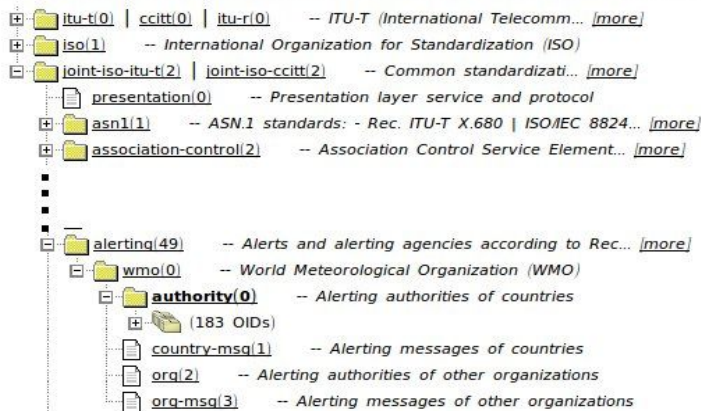 itu-t(0) | ccitt(0) | itu-r(0) -- ITU-T (International Telecomm... [more]
iso(1) -- International Organization for Standardization (ISO)
joint-iso-itu-t(2) | joint-iso-ccitt(2) -- Common standardizati... [more]
presentation(0) -- Presentation layer service and protocol
asn1(1) -- ASN.1 standards: - Rec. ITU-T X.680 | ISO/IEC 8824... [more]
association-control(2) -- Association Control Service Element... [more]
alerting(49) -- Alerts and alerting agencies according to Rec... [more]
wmo(0) -- World Meteorological Organization (WMO)
authority(0) -- Alerting authorities of countries
(183 OIDs)
country-msg(1) -- Alerting messages of countries
org(2) -- Alerting authorities of other organizations
org-msg(3) -- Alerting messages of other organizations